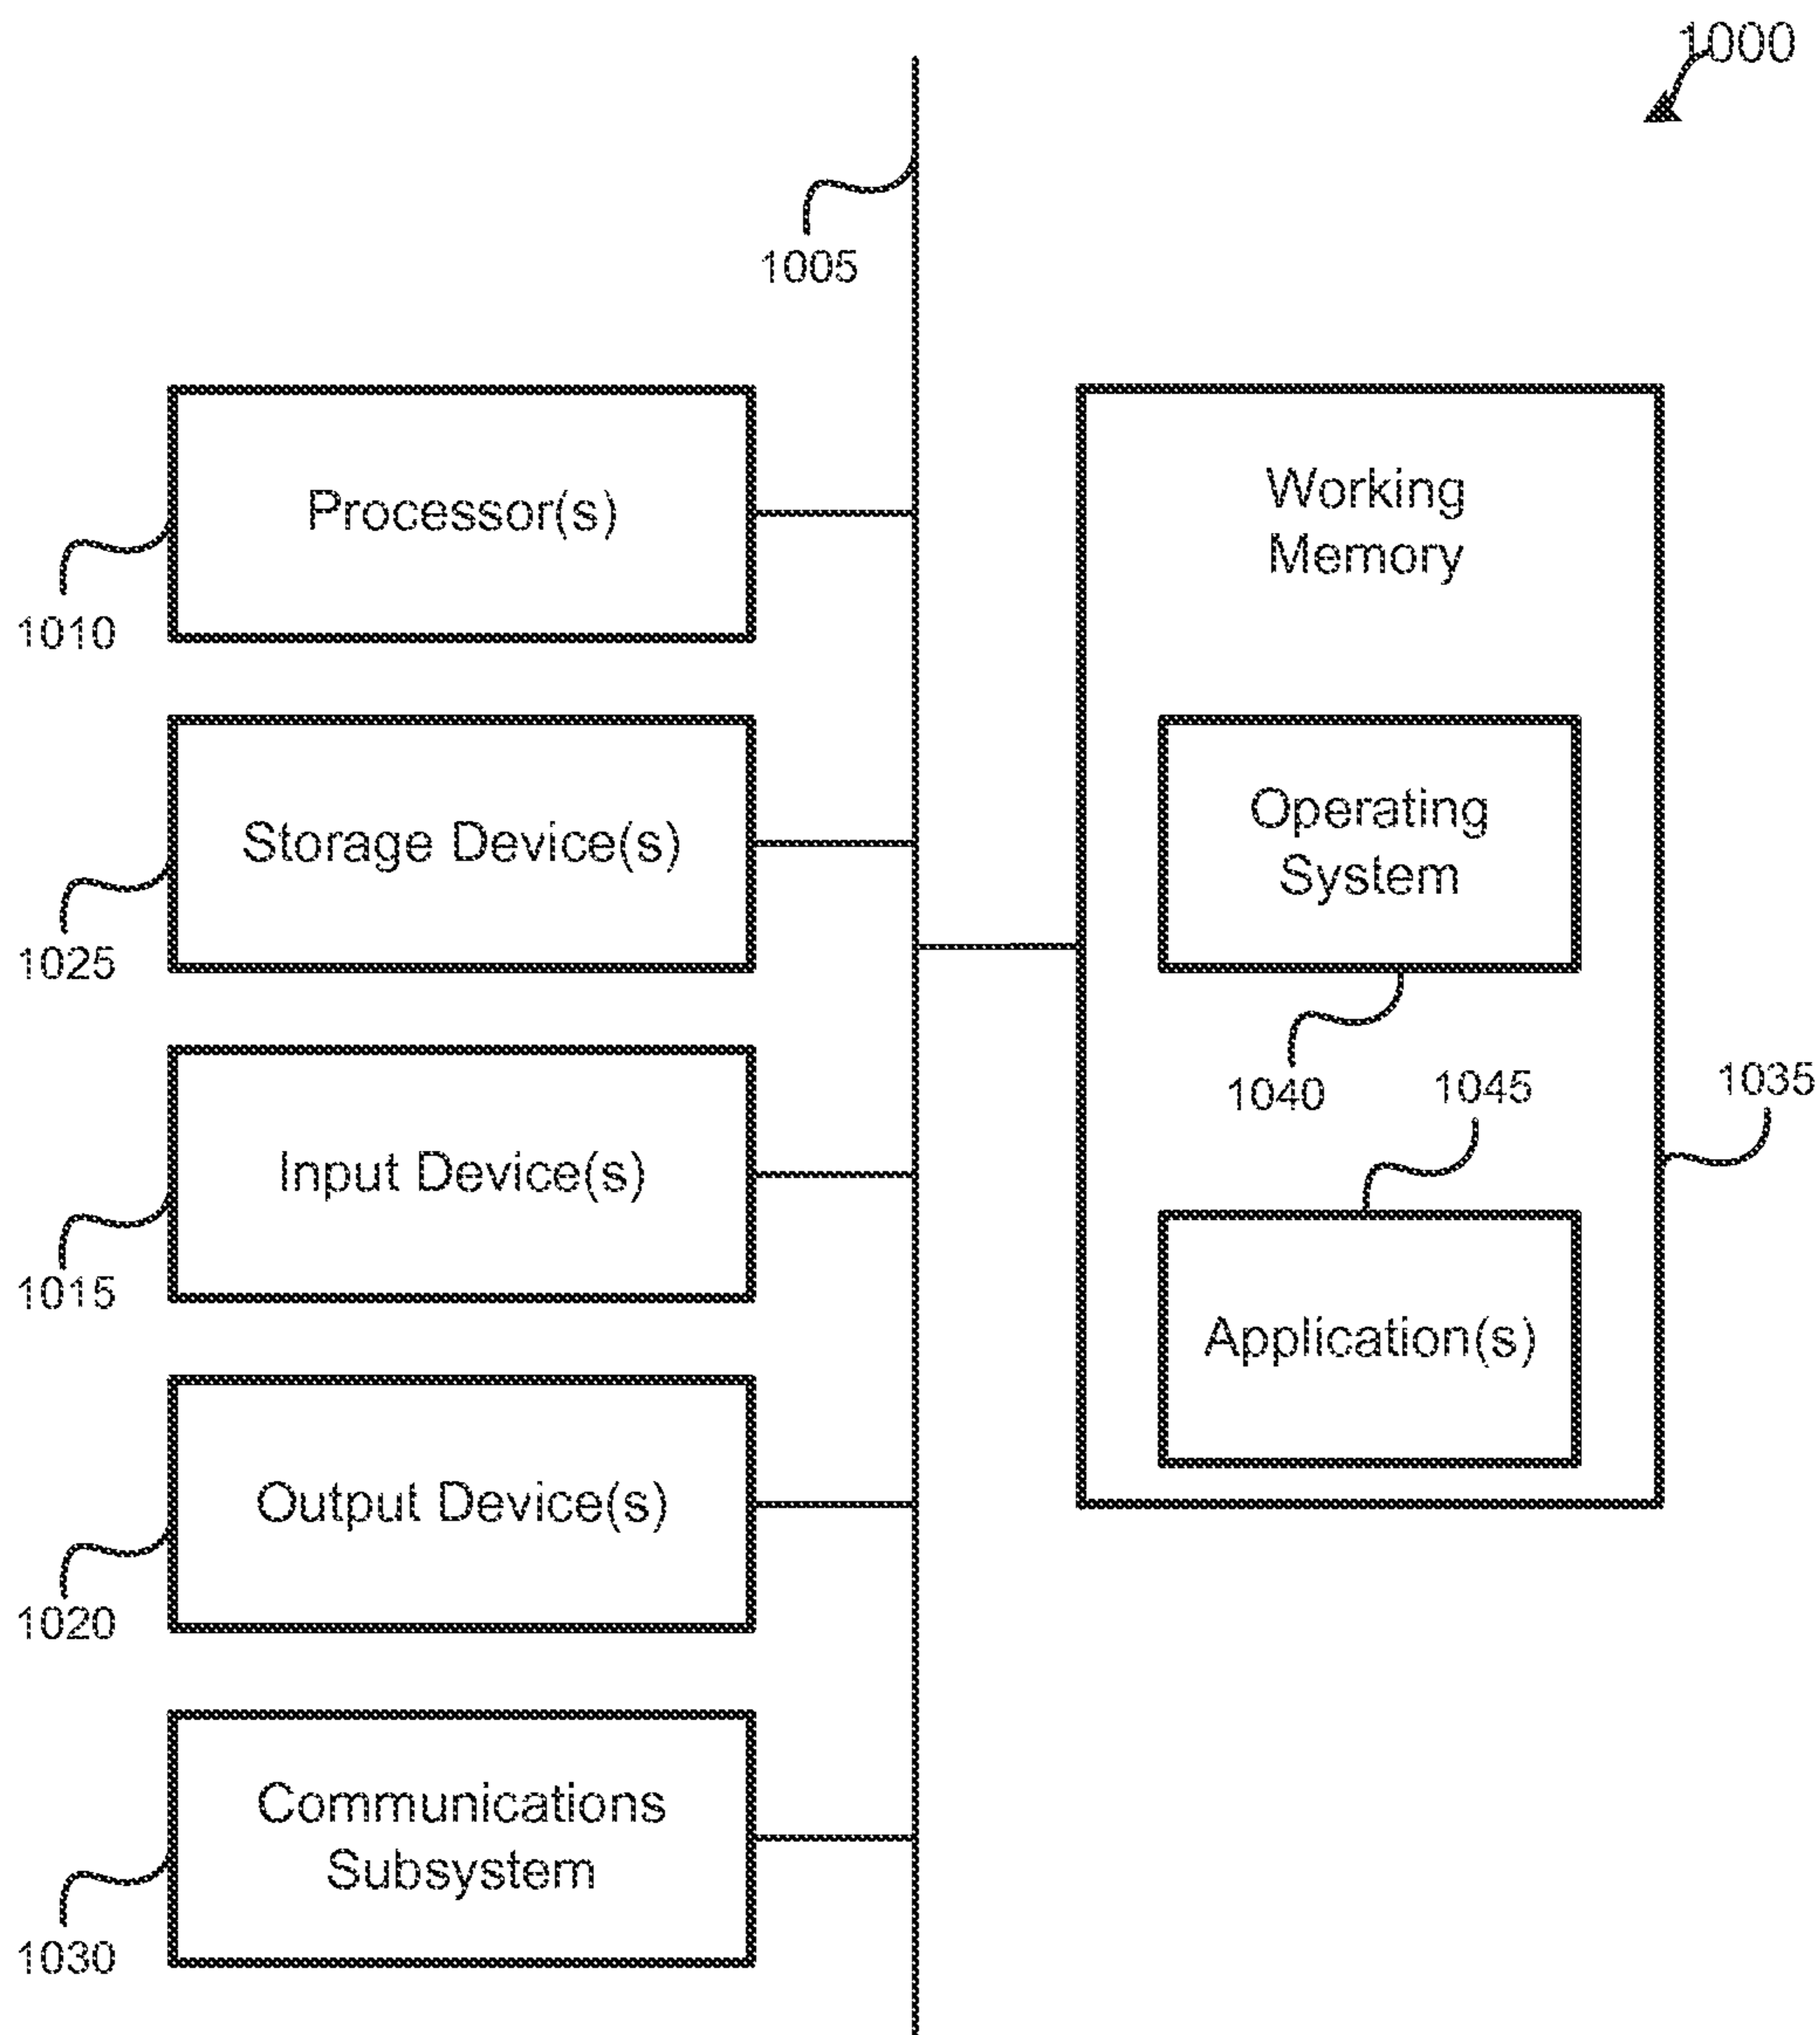 1000
1005
Processor(s)
1010
Storage Device(s)
1025
Input Device(s)
1015
Output Device(s)
1020
Communications
Subsystem
1030
Working
Memory
Operating
System
1040
1045
1035
Application(s)